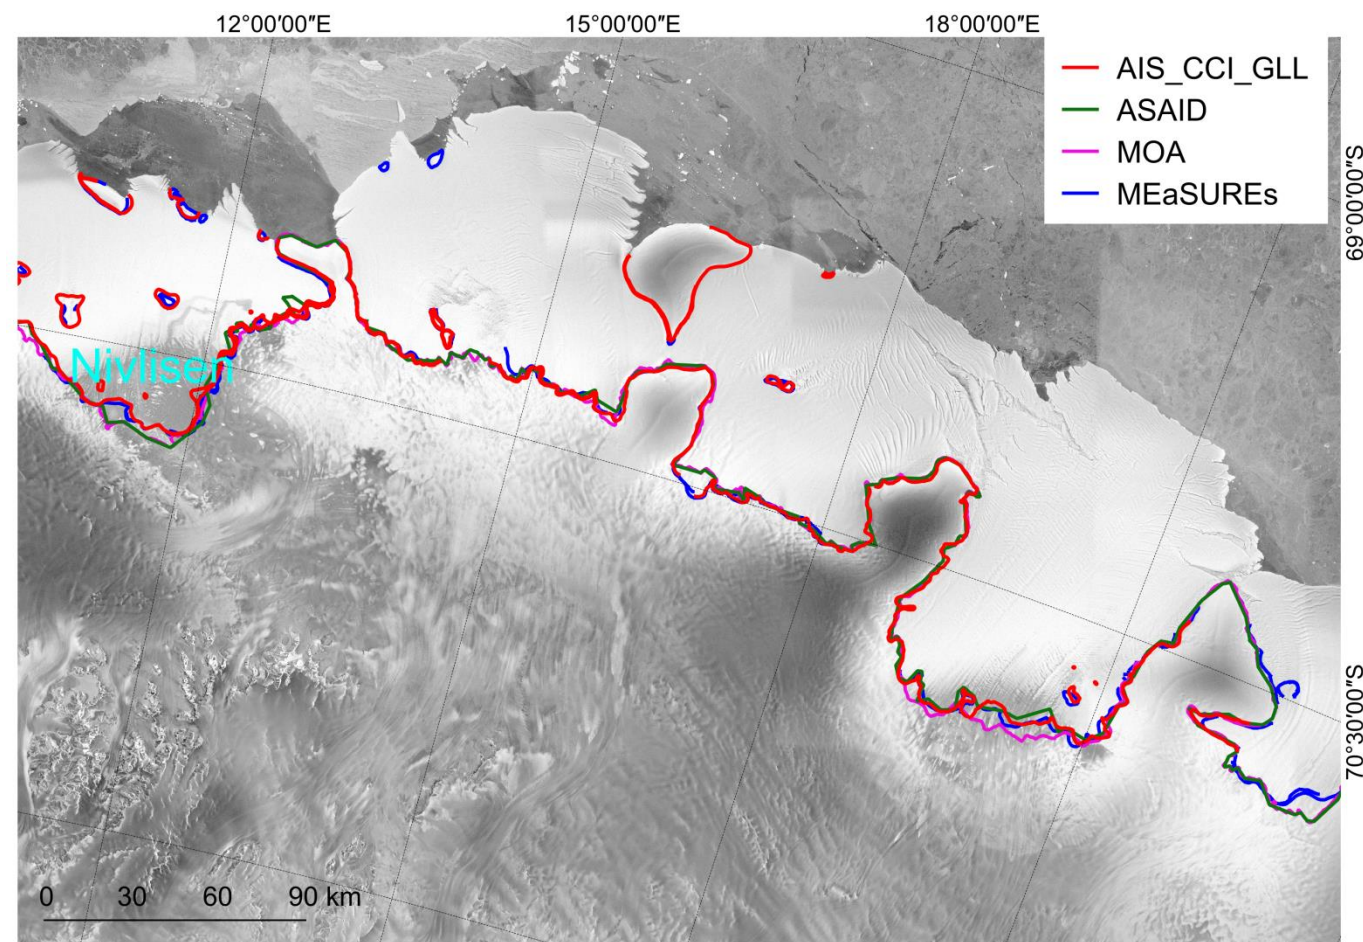 12°00'00"E 15°00'00"E 18°00'00"E
AIS_CCI_GLL
ASAID
MOA
MEaSUREs
69°00'00"S
Nivlisen
70°30'00"S
0 30 60 90 km